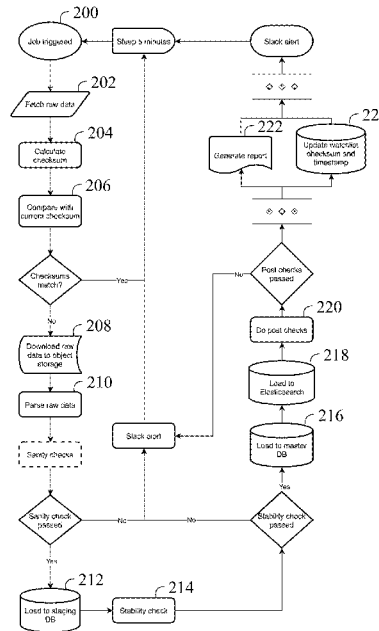 200
Job triggered
Sleep 5 minutes
Slack alert
202
Fetch raw data
204
Calculate
checksum
206
Compare with
current checksum
Checksums
match?
Yes
No
208
Download raw
data to object
storage
210
Parse raw data
Sanity checks
Sanity check
passed
No
Yes
212
Load to staging
DB
214
Stability check
Stability check
passed
No
Yes
216
Load to master
DB
218
Load to
Elasticsearch
220
Do post checks
Post checks
passed
No
Slack alert
222
Generate report
22
Update watchlist
checksum and
timestamp